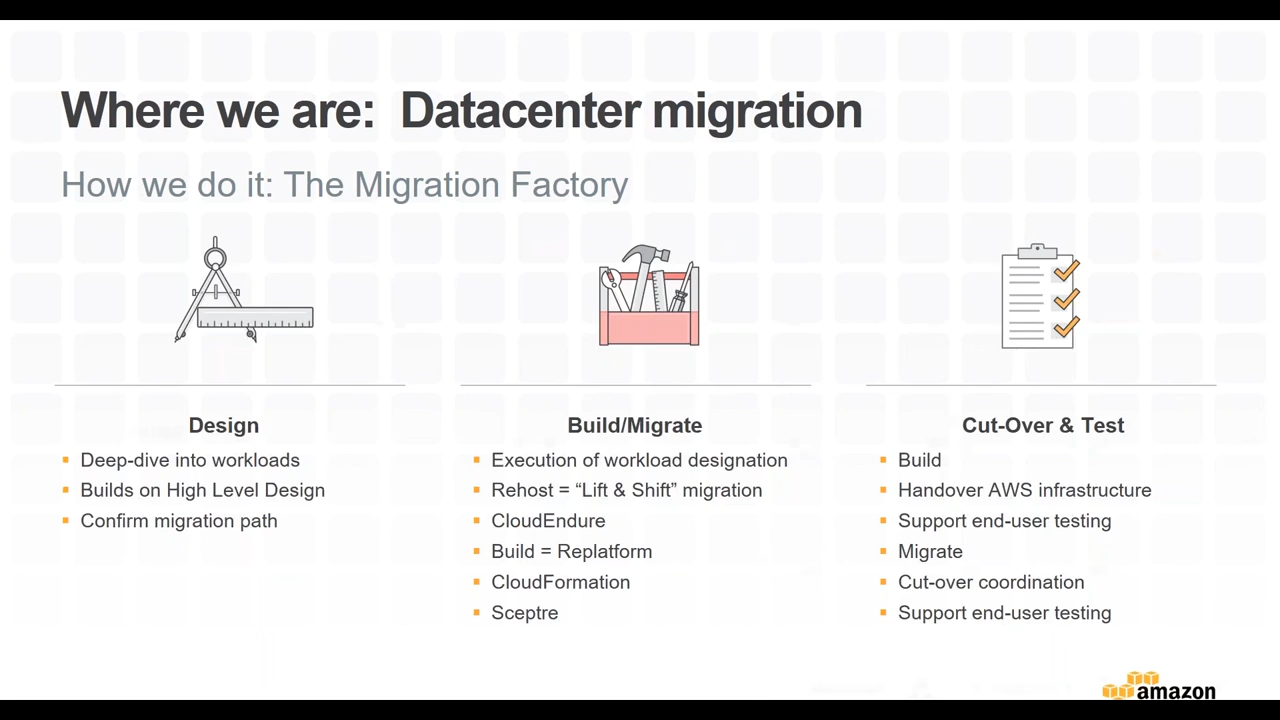 Where we are: Datacenter migration
How we do it: The Migration Factory
Design
Deep-dive into workloads
Builds on High Level Design
Confirm migration path
Build/Migrate
Execution of workload designation
Rehost = “Lift & Shift” migration
CloudEndure
Build = Replatform
CloudFormation
Sceptre
Cut-Over & Test
Build
Handover AWS infrastructure
Support end-user testing
Migrate
Cut-over coordination
Support end-user testing
amazon